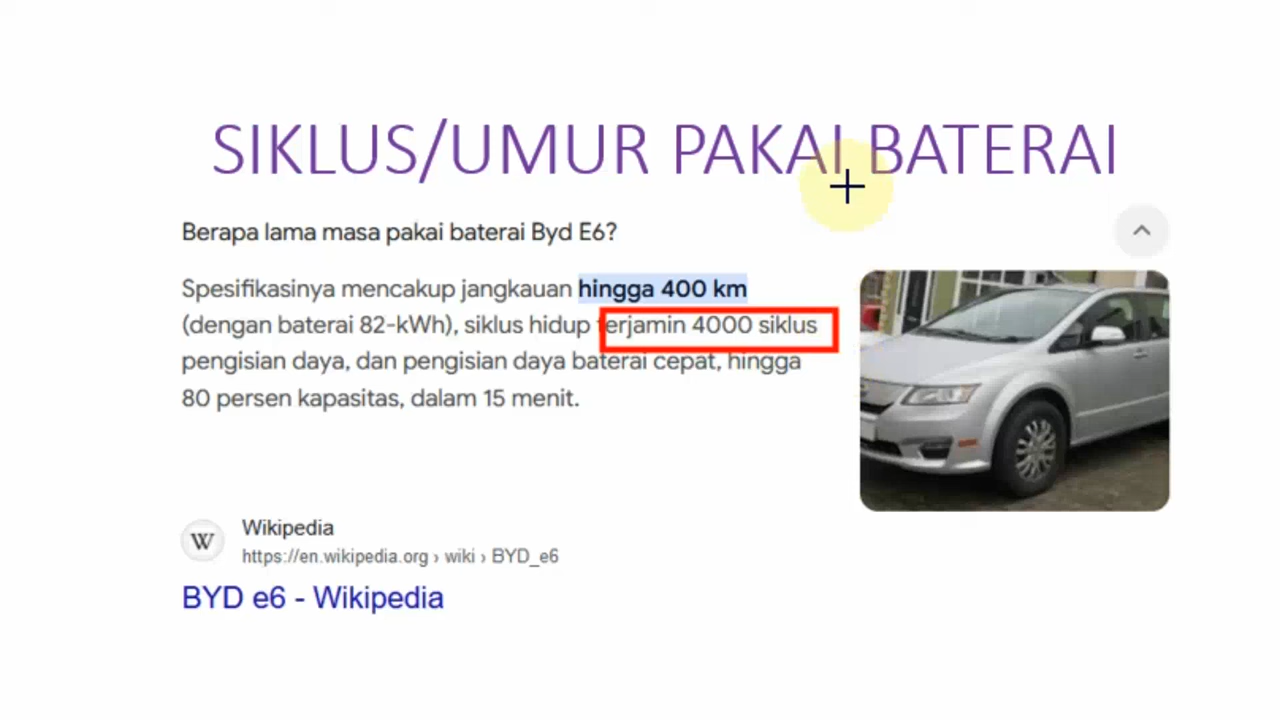 SIKLUS/UMUR PAKAI BATERAI
Berapa lama masa pakai baterai Byd E6?
Spesifikasinya mencakup jangkauan hingga 400 km
(dengan baterai 82-kWh), siklus hidup terjamin 4000 siklus
pengisian daya, dan pengisian daya baterai cepat, hingga
80 persen kapasitas, dalam 15 menit.
W
Wikipedia
https://en.wikipedia.org › wiki › BYD_e6
BYD e6 - Wikipedia